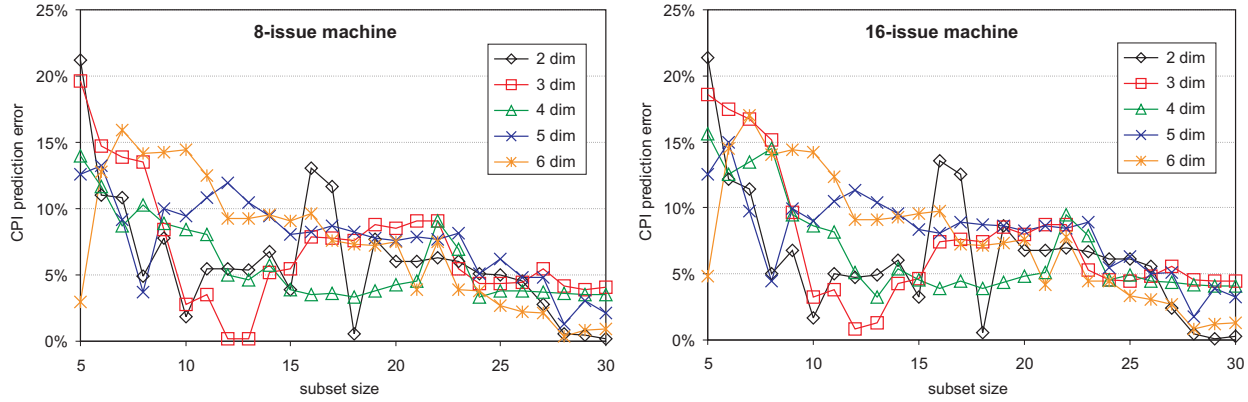 8-issue machine
CPI prediction error
25%
20%
15%
10%
5%
0%
5
10
15
20
25
30
subset size
2 dim
3 dim
4 dim
5 dim
6 dim
16-issue machine
CPI prediction error
25%
20%
15%
10%
5%
0%
5
10
15
20
25
30
subset size
2 dim
3 dim
4 dim
5 dim
6 dim